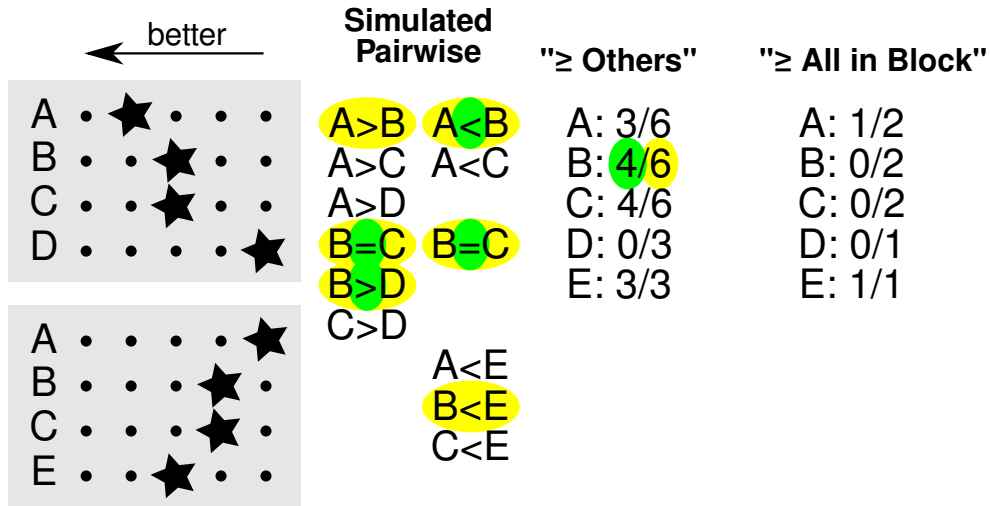 better
Simulated
Pairwise
"≥ Others"
"≥ All in Block"
A
B
C
D
A
B
C
E
A>B A<B
A>C A<C
A>D
B=C B=C
B>D
C>D
A<E
B<E
C<E
A: 3/6
B: 4/6
C: 4/6
D: 0/3
E: 3/3
A: 1/2
B: 0/2
C: 0/2
D: 0/1
E: 1/1